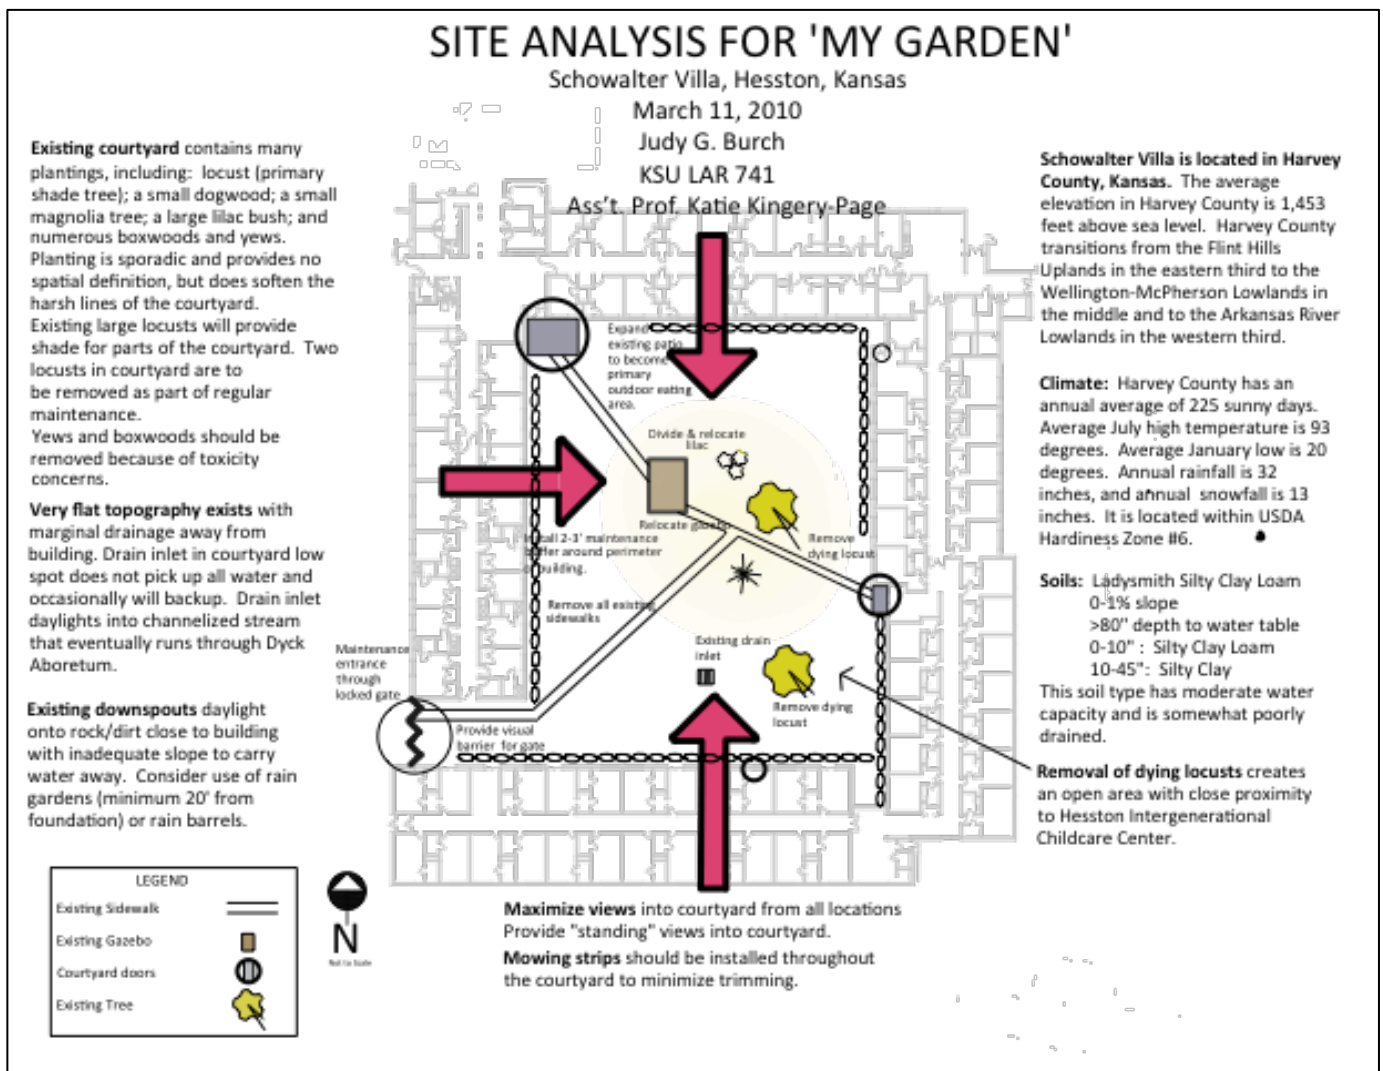 SITE ANALYSIS FOR 'MY GARDEN'
Schowalter Villa, Hesston, Kansas
March 11, 2010
Judy G. Burch
KSU LAR 741
Ass't. Prof. Katie Kingery-Page
Existing courtyard contains many
plantings, including: locust (primary
shade tree); a small dogwood; a small
magnolia tree; a large lilac bush; and
numerous boxwoods and yews.
Planting is sporadic and provides no
spatial definition, but does soften the
harsh lines of the courtyard.
Existing large locusts will provide
shade for parts of the courtyard. Two
locusts in courtyard are to
be removed as part of regular
maintenance.
Yews and boxwoods should be
removed because of toxicity
concerns.
Very flat topography exists with
marginal drainage away from
building. Drain inlet in courtyard low
spot does not pick up all water and
occasionally will backup. Drain inlet
daylights into channelized stream
that eventually runs through Dyck
Aboretum.
Existing downspouts daylight
onto rock/dirt close to building
with inadequate slope to carry
water away. Consider use of rain
gardens (minimum 20' from
foundation) or rain barrels.
Expand
existing patio
to become
primary
outdoor eating
area.
Divide & relocate
lilac
Relocate gazebo
Remove
dying locust
Install 2-3' maintenance
buffer around perimeter
of building.
Remove all existing
sidewalks
Existing drain
inlet
Remove dying
locust
Maintenance
entrance
through
locked gate
Provide visual
barrier for gate
Schowalter Villa is located in Harvey
County, Kansas. The average
elevation in Harvey County is 1,453
feet above sea level. Harvey County
transitions from the Flint Hills
Uplands in the eastern third to the
Wellington-McPherson Lowlands in
the middle and to the Arkansas River
Lowlands in the western third.
Climate: Harvey County has an
annual average of 225 sunny days.
Average July high temperature is 93
degrees. Average January low is 20
degrees. Annual rainfall is 32
inches, and annual snowfall is 13
inches. It is located within USDA
Hardiness Zone #6.
Soils: Ladysmith Silty Clay Loam
0-1% slope
>80" depth to water table
0-10" : Silty Clay Loam
10-45": Silty Clay
This soil type has moderate water
capacity and is somewhat poorly
drained.
Removal of dying locusts creates
an open area with close proximity
to Hesston Intergenerational
Childcare Center.
LEGEND
Existing Sidewalk
Existing Gazebo
Courtyard doors
Existing Tree
N
Not to Scale
Maximize views into courtyard from all locations
Provide "standing" views into courtyard.
Mowing strips should be installed throughout
the courtyard to minimize trimming.